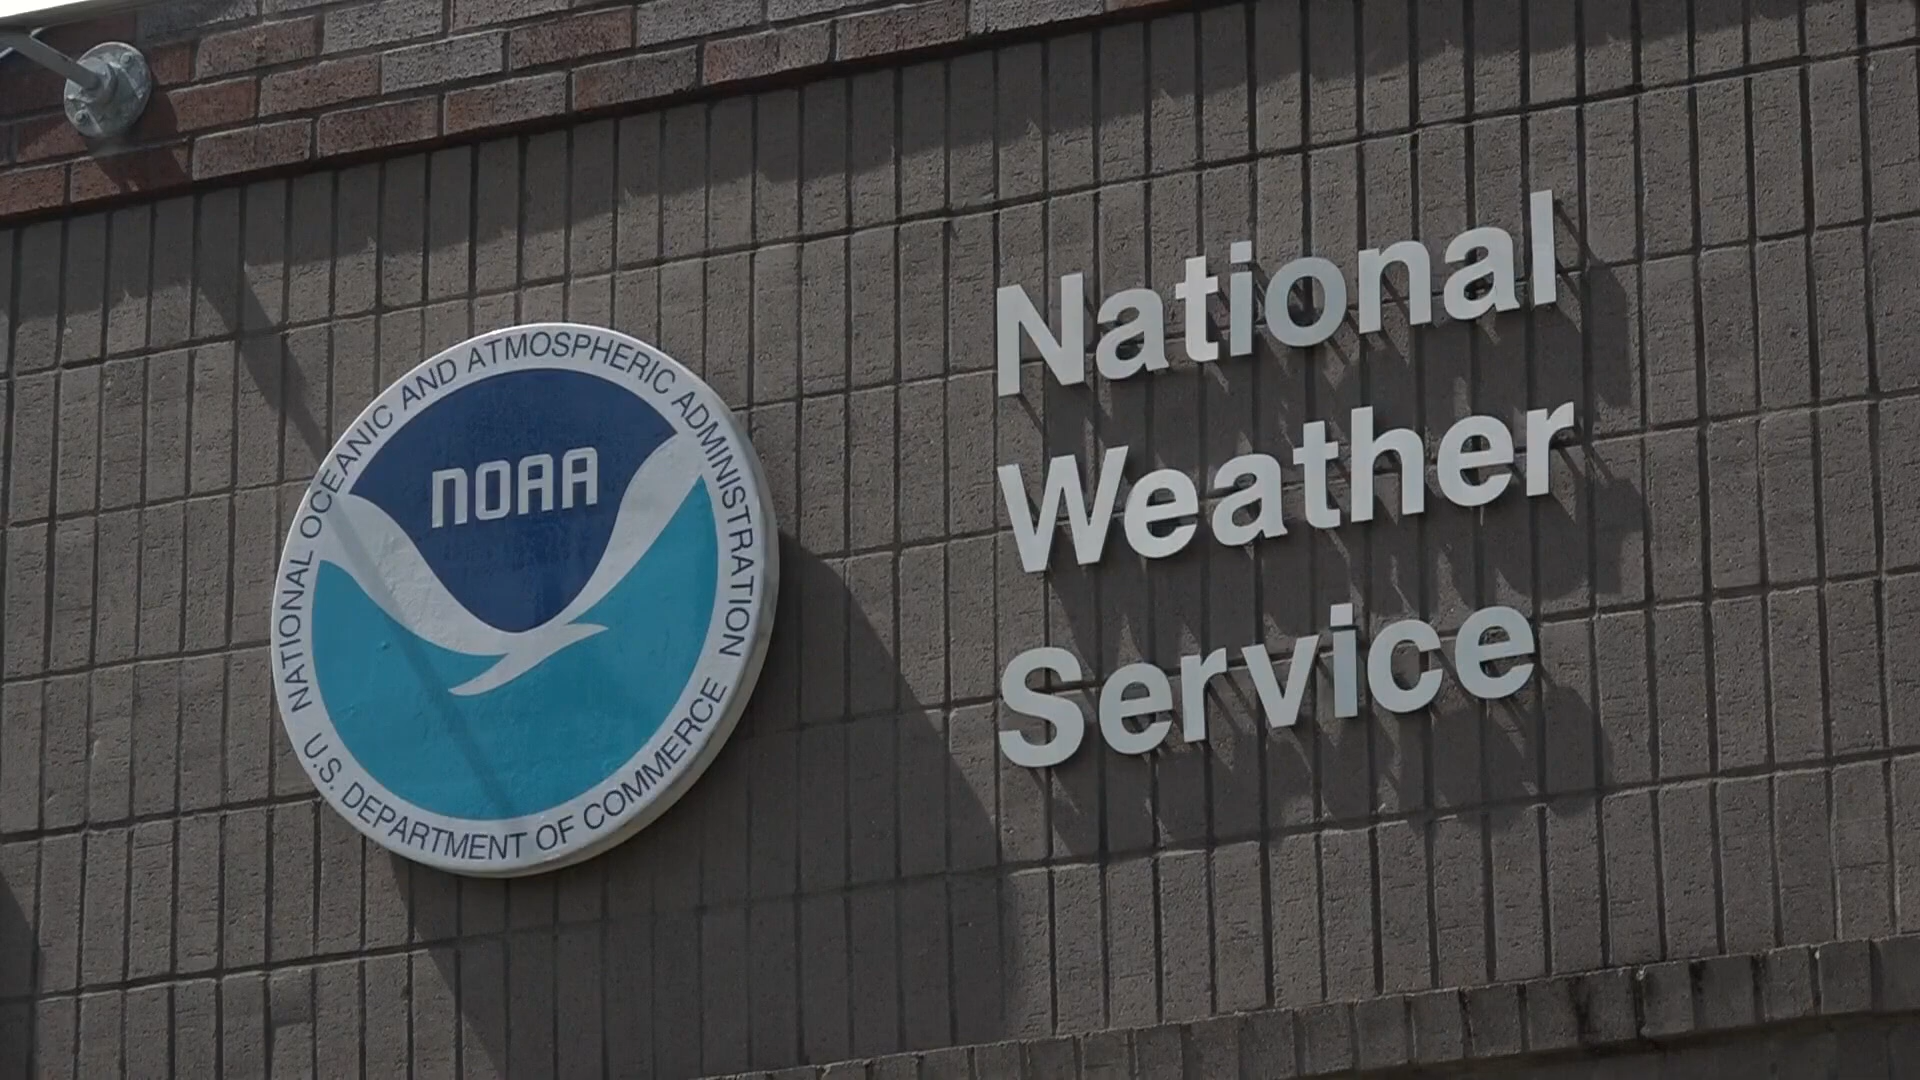 NATIONAL OCEANIC AND ATMOSPHERIC ADMINISTRATION
NOAA
U.S. DEPARTMENT OF COMMERCE
National
Weather
Service